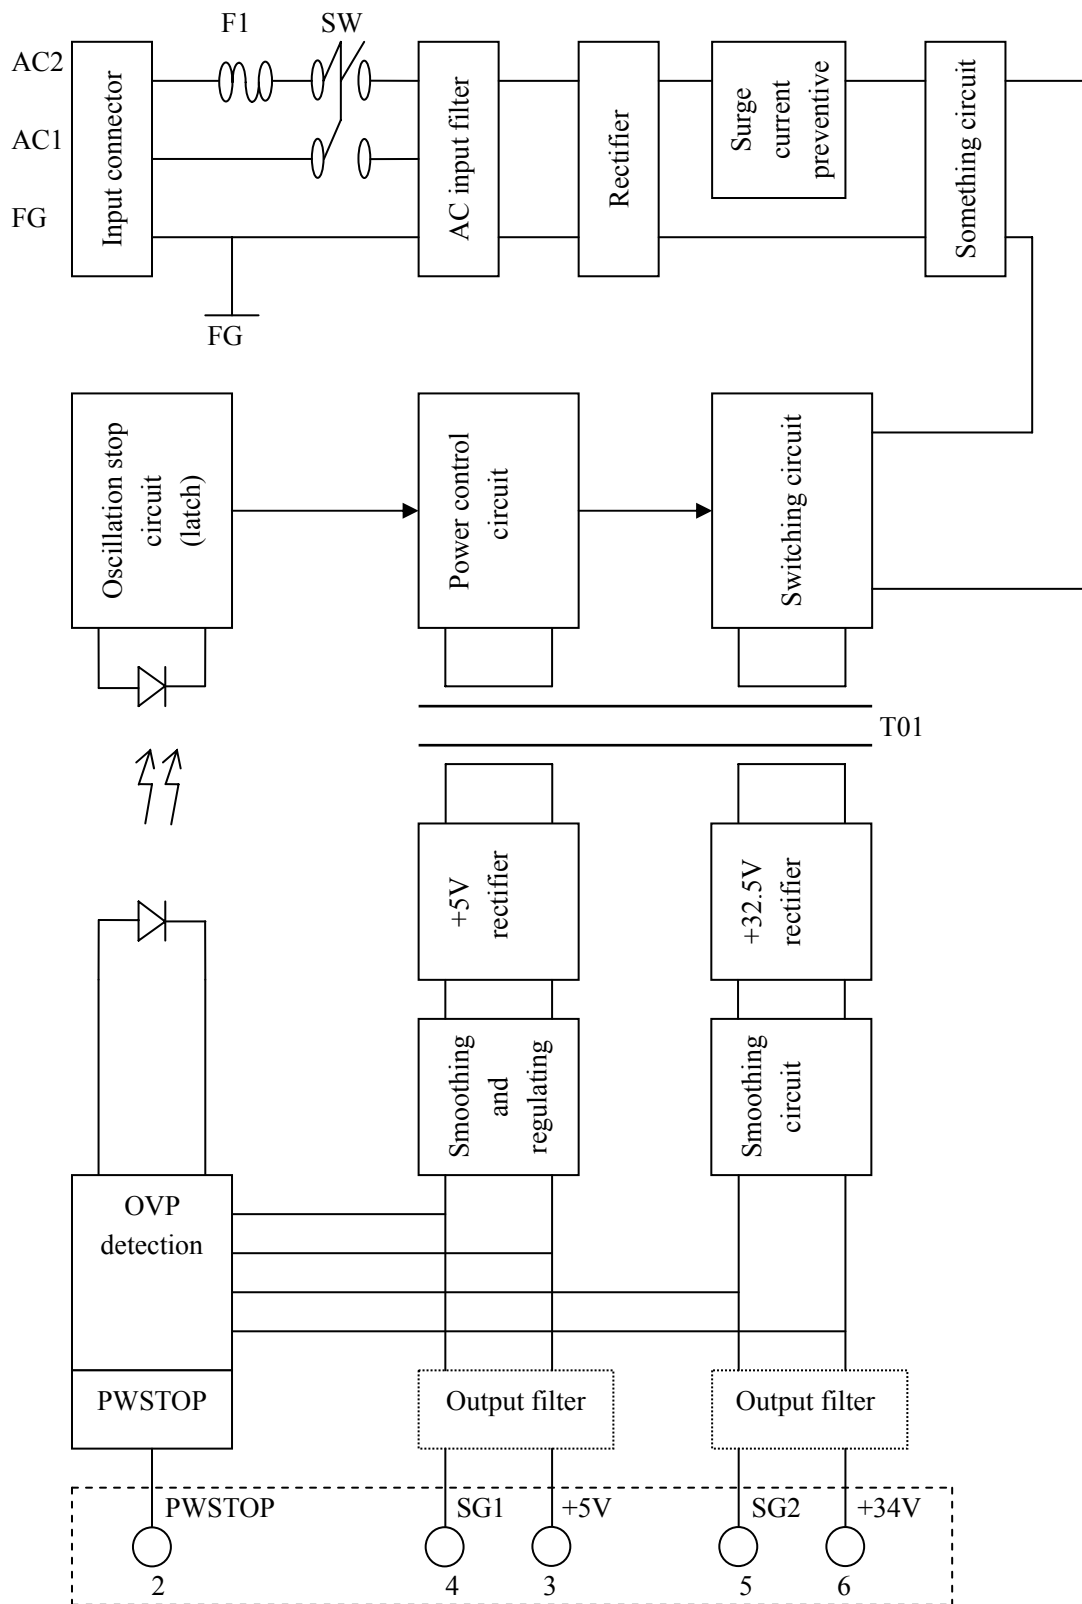 F1
SW
AC2
AC1
FG
Input connector
AC input filter
Rectifier
Surge
current
preventive
Something circuit
FG
Oscillation stop
circuit
(latch)
Power control
circuit
Switching circuit
T01
+5V
rectifier
+32.5V
rectifier
Smoothing
and
regulating
Smoothing
circuit
OVP
detection
PWSTOP
Output filter
Output filter
PWSTOP
SG1
+5V
SG2
+34V
2
4
3
5
6